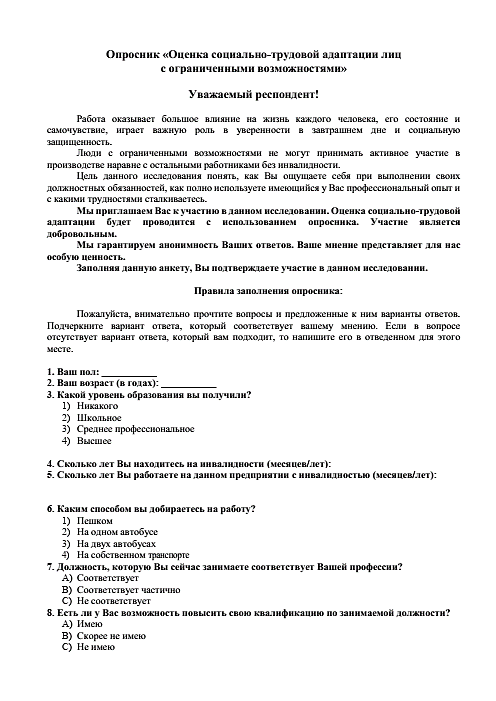 Опросник «Оценка социально-трудовой адаптации лиц
с ограниченными возможностями»
Уважаемый респондент!
Работа оказывает большое влияние на жизнь каждого человека, его состояние и
самочувствие, играет важную роль в уверенности в завтрашнем дне и социальную
защищенность.
Люди с ограниченными возможностями не могут принимать активное участие в
производстве наравне с остальными работниками без инвалидности.
Цель данного исследования понять, как Вы ощущаете себя при выполнении своих
должностных обязанностей, как полно используете имеющийся у Вас профессиональный опыт и
с какими трудностями сталкиваетесь.
Мы приглашаем Вас к участию в данном исследовании. Оценка социально-трудовой
адаптации будет проводится с использованием опросника. Участие является
добровольным.
Мы гарантируем анонимность Ваших ответов. Ваше мнение представляет для нас
особую ценность.
Заполняя данную анкету, Вы подтверждаете участие в данном исследовании.
Правила заполнения опросника:
Пожалуйста, внимательно прочтите вопросы и предложенные к ним варианты ответов.
Подчеркните вариант ответа, который соответствует вашему мнению. Если в вопросе
отсутствует вариант ответа, который вам подходит, то напишите его в отведенном для этого
месте.
1. Ваш пол: ___________
2. Ваш возраст (в годах): ___________
3. Какой уровень образования вы получили?
1) Никакого
2) Школьное
3) Среднее профессиональное
4) Высшее
4. Сколько лет Вы находитесь на инвалидности (месяцев/лет):
5. Сколько лет Вы работаете на данном предприятии с инвалидностью (месяцев/лет):
6. Каким способом вы добираетесь на работу?
1) Пешком
2) На одном автобусе
3) На двух автобусах
4) На собственном транспорте
7. Должность, которую Вы сейчас занимаете соответствует Вашей профессии?
A) Соответствует
B) Соответствует частично
C) Не соответствует
8. Есть ли у Вас возможность повысить свою квалификацию по занимаемой должности?
A) Имею
B) Скорее не имею
C) Не имею